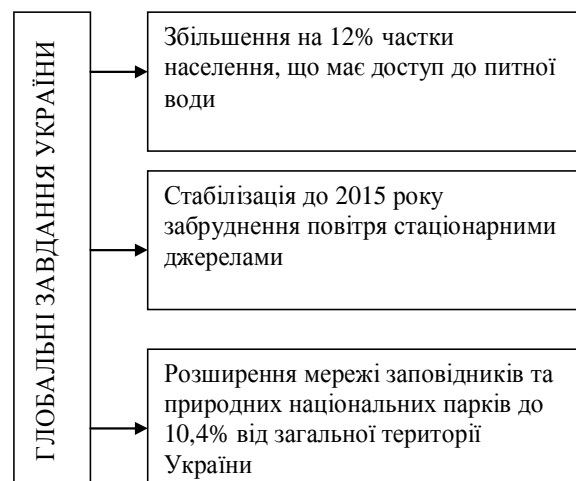 ГЛОБАЛЬНІ ЗАВДАННЯ УКРАЇНИ
Збільшення на 12% частки
населення, що має доступ до питної
води
Стабілізація до 2015 року
забруднення повітря стаціонарними
джерелами
Розширення мережі заповідників та
природних національних парків до
10,4% від загальної території
України